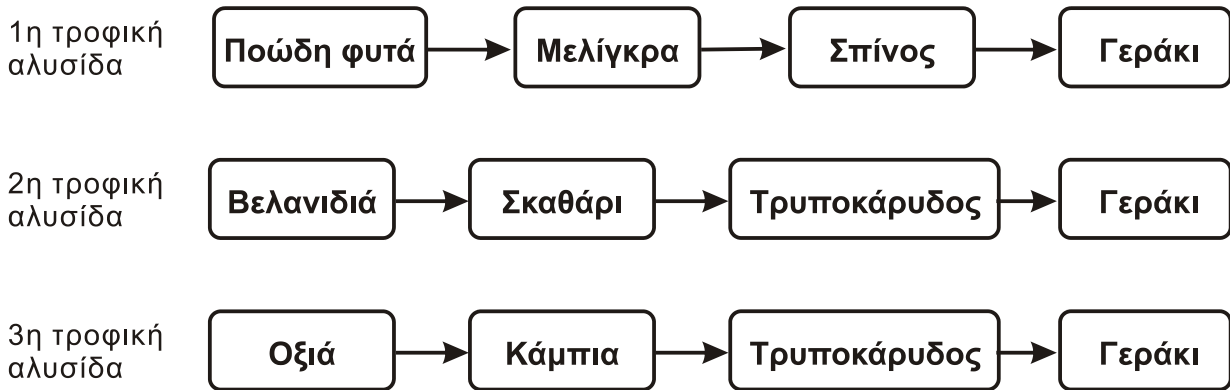 1η τροφική
αλυσίδα
Ποώδη φυτά
Μελίγκρα
Σπίνος
Γεράκι
2η τροφική
αλυσίδα
Βελανιδιά
Σκαθάρι
Τρυποκάρυδος
Γεράκι
3η τροφική
αλυσίδα
Οξιά
Κάμπια
Τρυποκάρυδος
Γεράκι